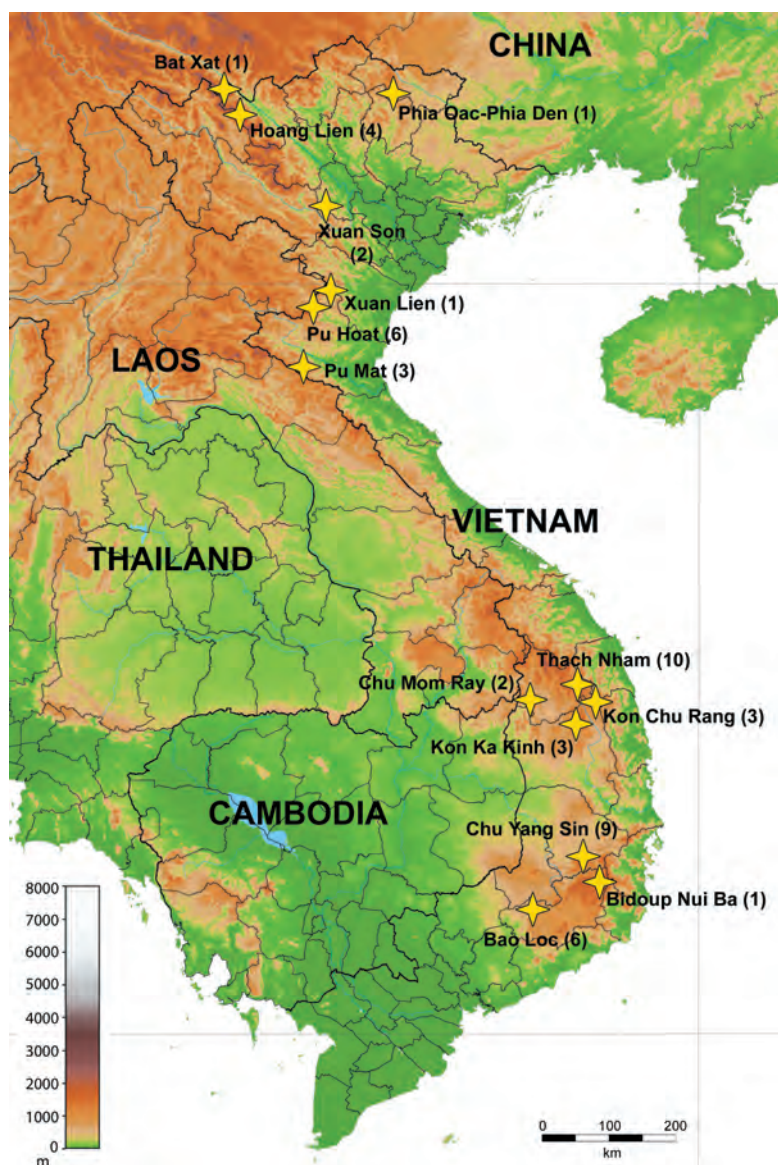 CHINA
Bat Xat (1)
Phia Oac-Phia Den (1)
Hoang Lien (4)
Xuan Son
(2)
Xuan Lien (1)
Pu Hoat (6)
LAOS
Pu Mat (3)
VIETNAM
THAILAND
Thach Nham (10)
Chu Mom Ray (2)
Kon Chu Rang (3)
Kon Ka Kinh (3)
CAMBODIA
Chu Yang Sin (9)
Bidoup Nui Ba (1)
Bao Loc (6)
8000
7000
6000
5000
4000
3000
2000
1000
0
m
0 100 200
km